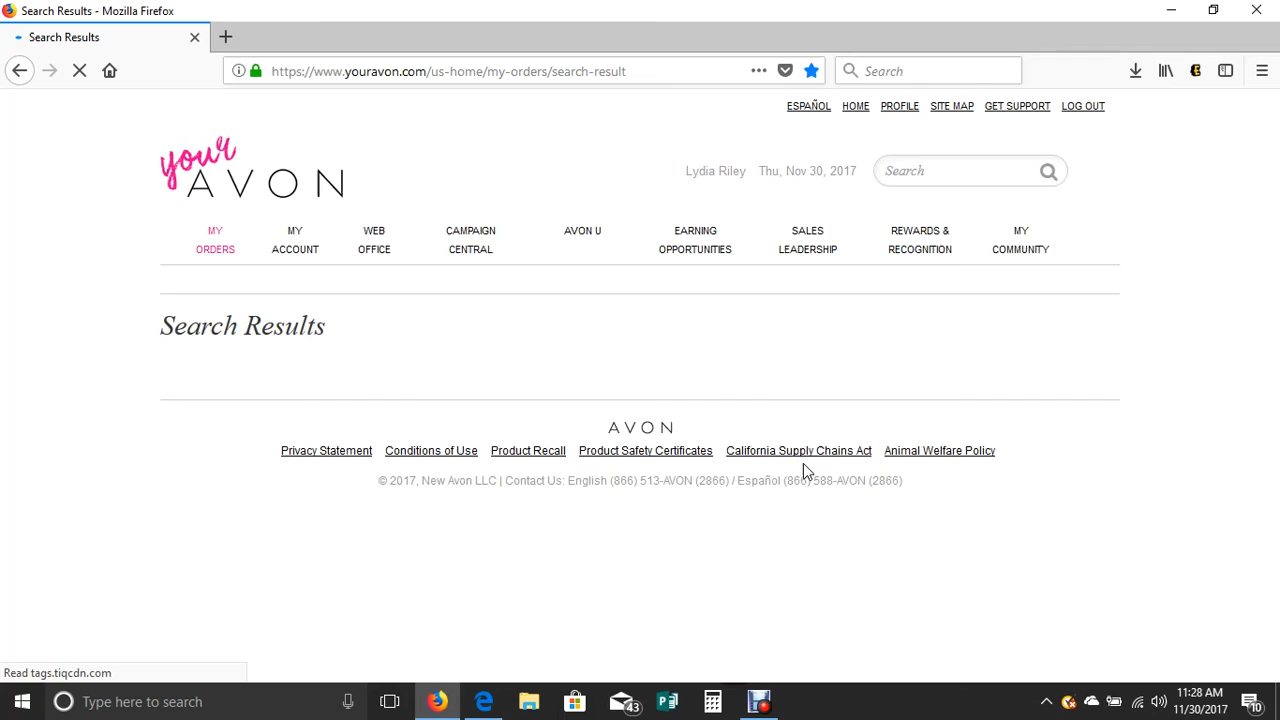 Search Results - Mozilla Firefox
Search Results
https://www.youravon.com/us-home/my-orders/search-result
Search
ESPAÑOL HOME PROFILE SITE MAP GET SUPPORT LOG OUT
your
AVON
Lydia Riley Thu, Nov 30, 2017 Search
MY ORDERS
MY ACCOUNT
WEB OFFICE
CAMPAIGN CENTRAL
AVON U
EARNING OPPORTUNITIES
SALES LEADERSHIP
REWARDS & RECOGNITION
MY COMMUNITY
Search Results
AVON
Privacy Statement Conditions of Use Product Recall Product Safety Certificates California Supply Chains Act Animal Welfare Policy
© 2017, New Avon LLC | Contact Us: English (866) 513-AVON (2866) / Español (866) 588-AVON (2866)
Read tags.tiqcdn.com
Type here to search
43
11:28 AM
11/30/2017
10